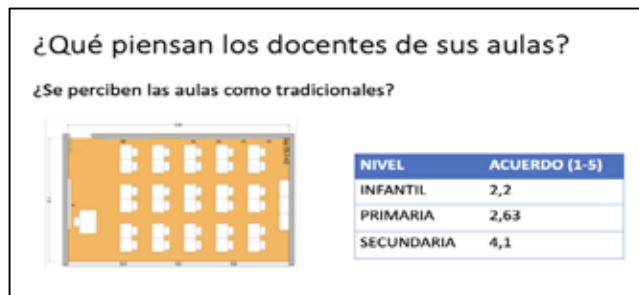 ¿Qué piensan los docentes de sus aulas?
¿Se perciben las aulas como tradicionales?
NIVEL ACUERDO (1-5)
INFANTIL 2,2
PRIMARIA 2,63
SECUNDARIA 4,1